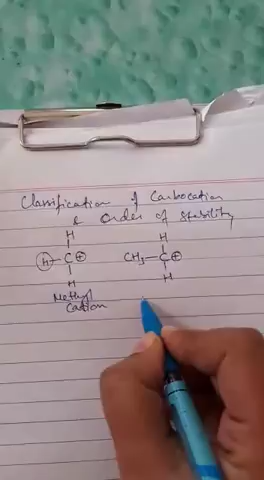 Classification of Carbocation
& Order of Stability
H H
H-C⊕ CH3-C⊕
H H
Methyl
Cation